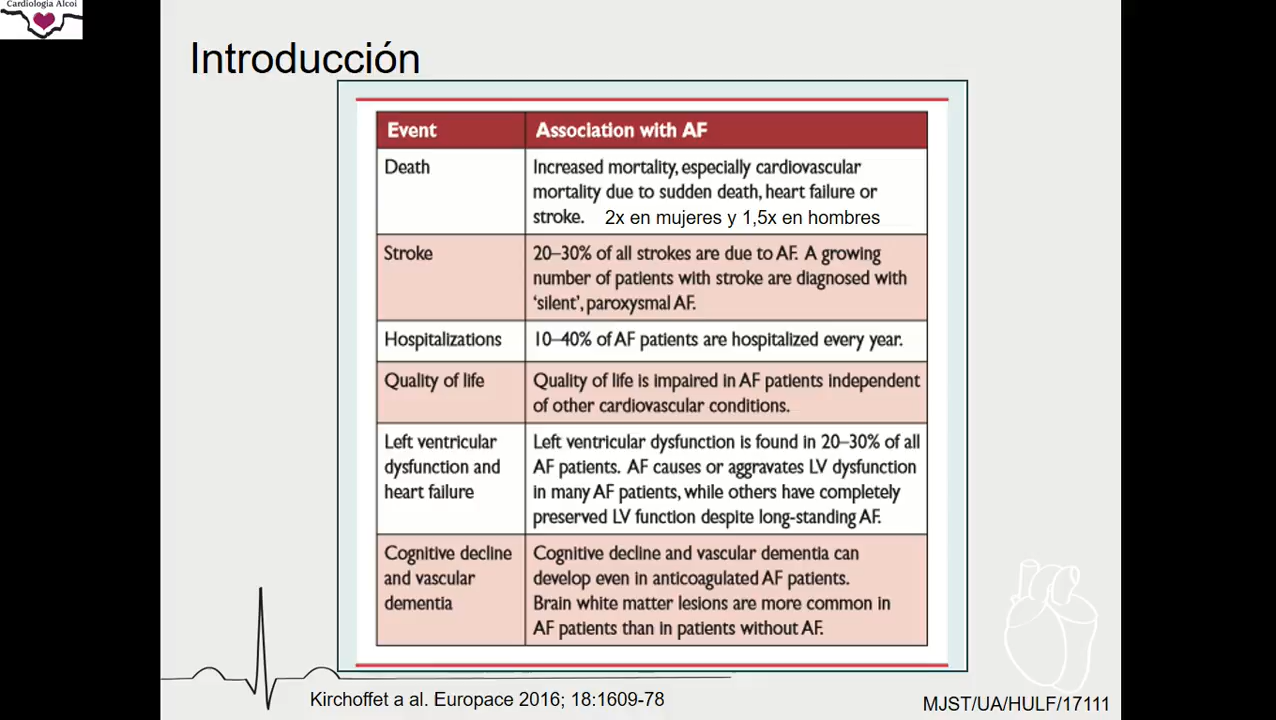 Cardiología Alcoi
Introducción
Event
Association with AF
Death
Increased mortality, especially cardiovascular
mortality due to sudden death, heart failure or
stroke. 2x en mujeres y 1,5x en hombres
Stroke
20–30% of all strokes are due to AF. A growing
number of patients with stroke are diagnosed with
‘silent’, paroxysmal AF.
Hospitalizations
10–40% of AF patients are hospitalized every year.
Quality of life
Quality of life is impaired in AF patients independent
of other cardiovascular conditions.
Left ventricular
dysfunction and
heart failure
Left ventricular dysfunction is found in 20–30% of all
AF patients. AF causes or aggravates LV dysfunction
in many AF patients, while others have completely
preserved LV function despite long-standing AF.
Cognitive decline
and vascular
dementia
Cognitive decline and vascular dementia can
develop even in anticoagulated AF patients.
Brain white matter lesions are more common in
AF patients than in patients without AF.
Kirchoffet a al. Europace 2016; 18:1609-78
MJST/UA/HULF/17111